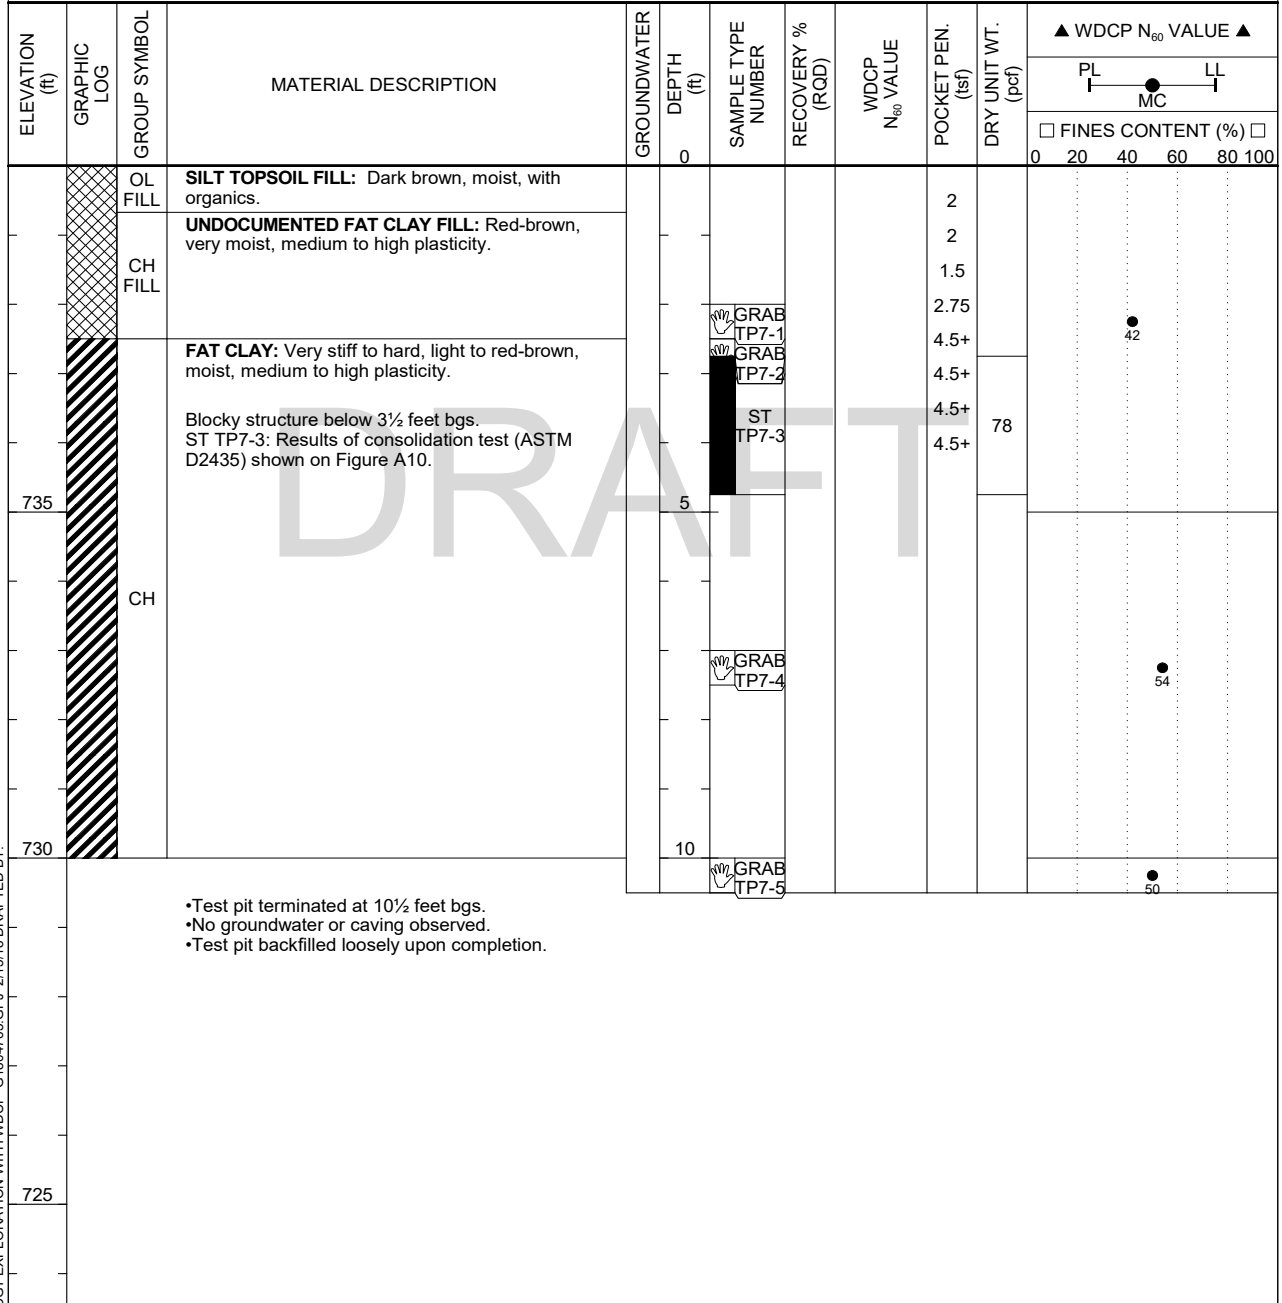 ELEVATION
(ft)
GRAPHIC
LOG
GROUP SYMBOL
MATERIAL DESCRIPTION
GROUNDWATER
DEPTH
(ft)
SAMPLE TYPE
NUMBER
RECOVERY %
(RQD)
WDCP
N60 VALUE
POCKET PEN.
(tsf)
DRY UNIT WT.
(pcf)
▲ WDCP N60 VALUE ▲
PL LL
MC
□ FINES CONTENT (%) □
0
0 20 40 60 80 100
OL
FILL
SILT TOPSOIL FILL: Dark brown, moist, with
organics.
2
UNDOCUMENTED FAT CLAY FILL: Red-brown,
very moist, medium to high plasticity.
2
CH
FILL
1.5
2.75
GRAB
TP7-1
42
4.5+
FAT CLAY: Very stiff to hard, light to red-brown,
moist, medium to high plasticity.
GRAB
TP7-2
4.5+
Blocky structure below 3½ feet bgs.
ST TP7-3: Results of consolidation test (ASTM
D2435) shown on Figure A10.
ST
TP7-3
4.5+
4.5+
78
DRAFT
735
5
CH
GRAB
TP7-4
54
730
10
GRAB
TP7-5
50
•Test pit terminated at 10½ feet bgs.
•No groundwater or caving observed.
•Test pit backfilled loosely upon completion.
725